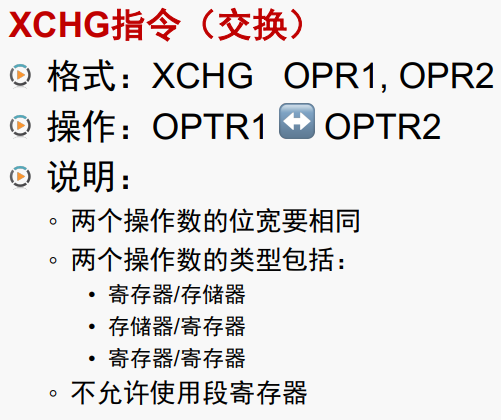 XCHG指令（交换）
格式：XCHG OPR1, OPR2
操作：OPTR1 ↔ OPTR2
说明：
两个操作数的位宽要相同
两个操作数的类型包括：
寄存器/存储器
存储器/寄存器
寄存器/寄存器
不允许使用段寄存器